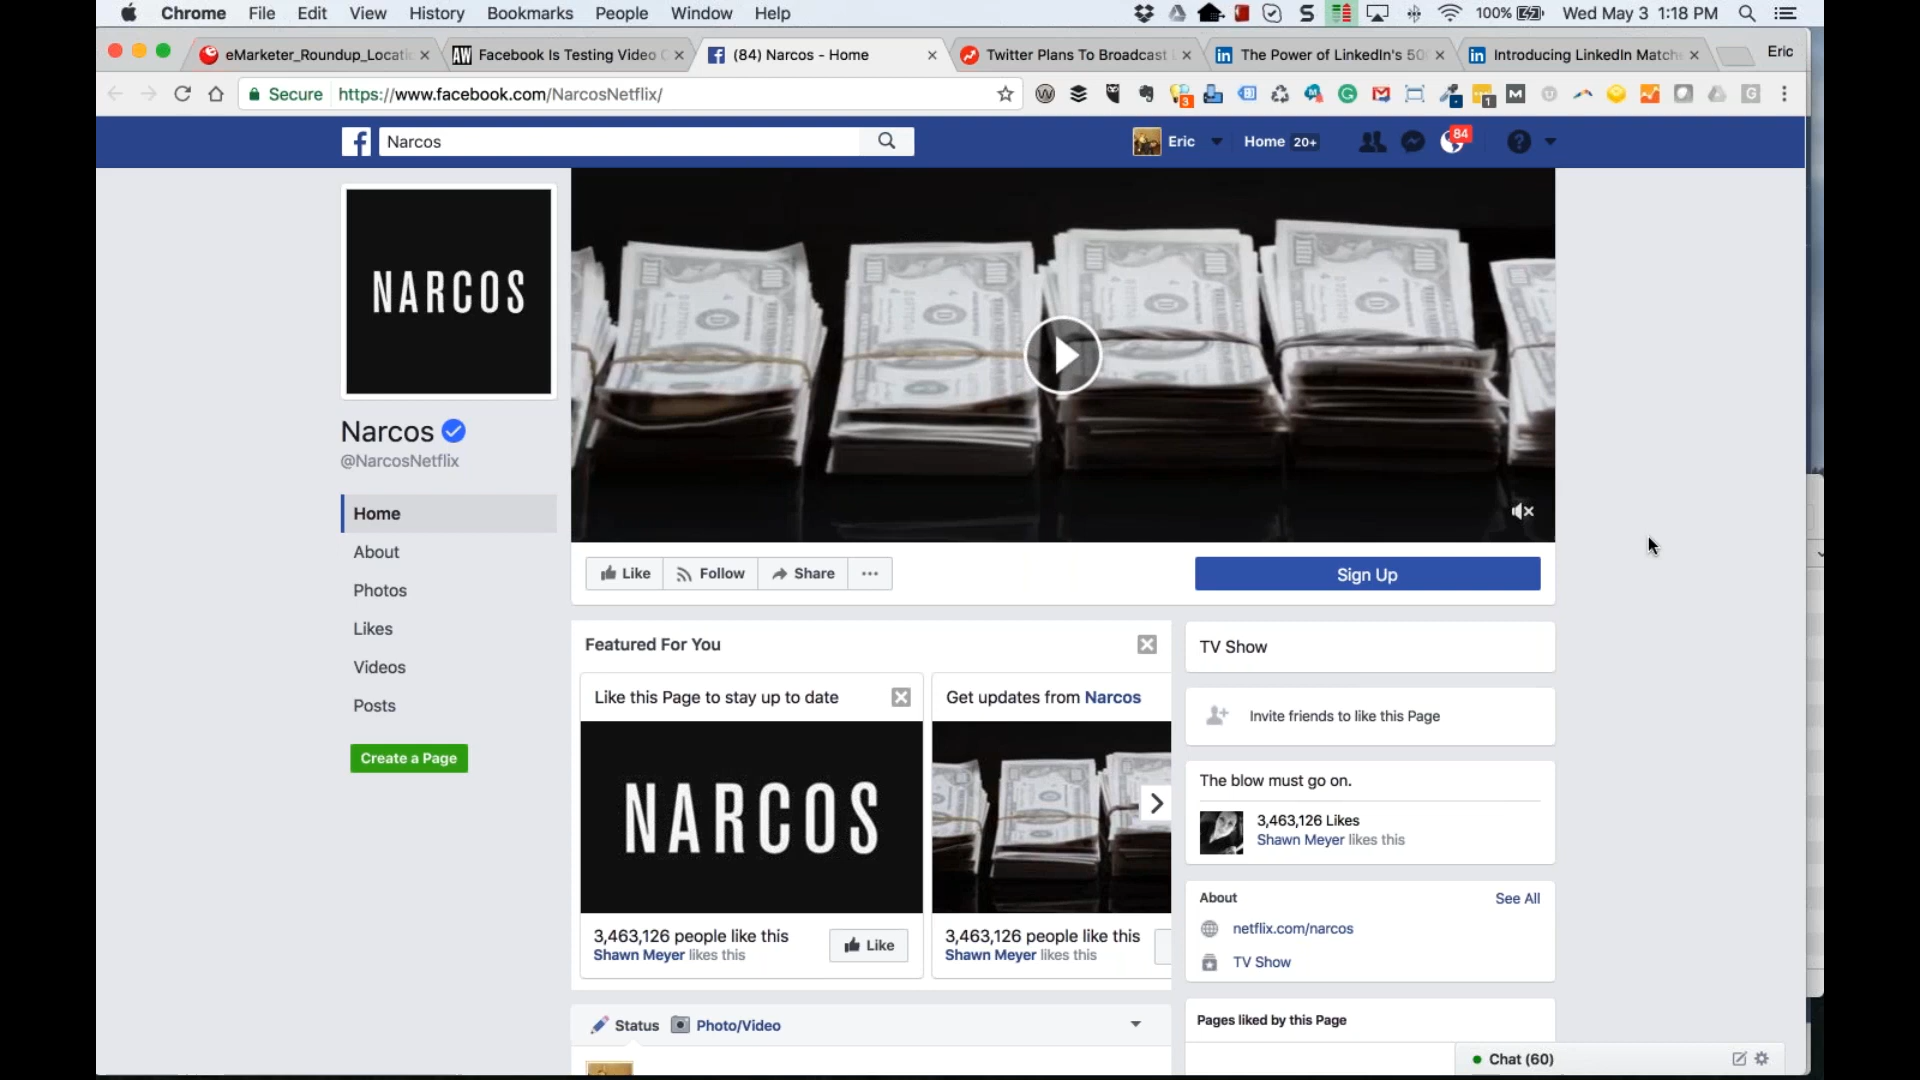 Chrome File Edit View History Bookmarks People Window Help 100% Wed May 3 1:18 PM
eMarketer_Roundup_Locati Facebook Is Testing Video (84) Narcos - Home Twitter Plans To Broadcast The Power of LinkedIn's 50 Introducing LinkedIn Matche Eric
Secure https://www.facebook.com/NarcosNetflix/
Narcos Eric Home 20+ 84
NARCOS
Narcos
@NarcosNetflix
Home
About
Photos
Likes
Videos
Posts
Create a Page
Like Follow Share ... Sign Up
Featured For You
Like this Page to stay up to date
NARCOS
3,463,126 people like this
Shawn Meyer likes this
Like
Get updates from Narcos
3,463,126 people like this
Shawn Meyer likes this
Status Photo/Video
TV Show
Invite friends to like this Page
The blow must go on.
3,463,126 Likes
Shawn Meyer likes this
About See All
netflix.com/narcos
TV Show
Pages liked by this Page
Chat (60)